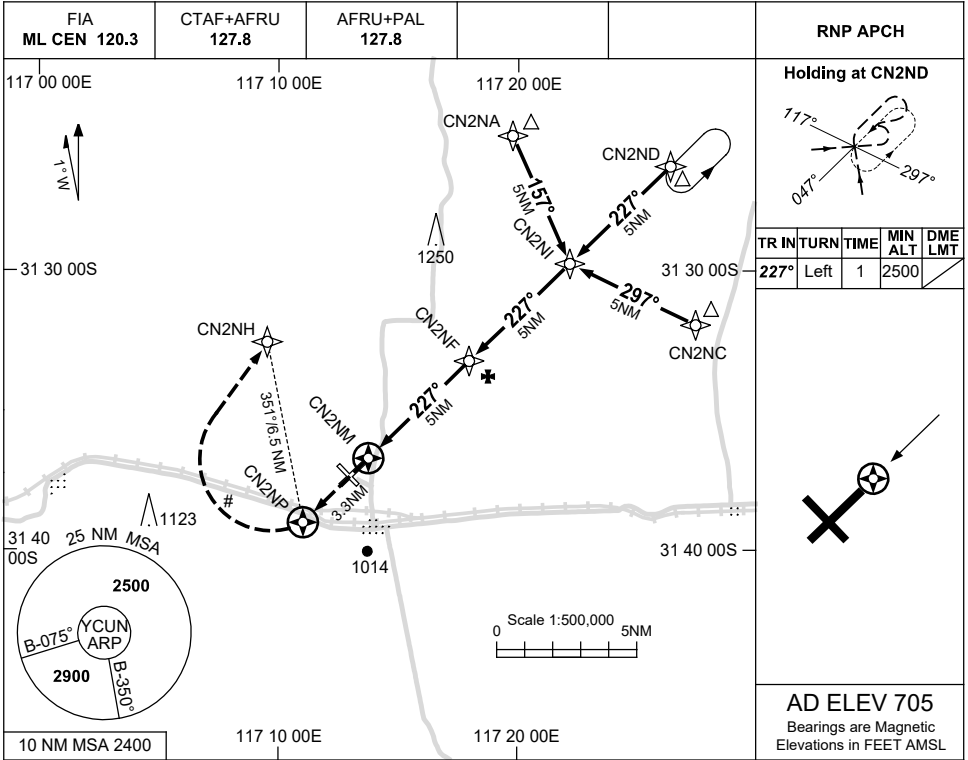 FIA
ML CEN 120.3
CTAF+AFRU
127.8
AFRU+PAL
127.8
RNP APCH
117 00 00E
117 10 00E
117 20 00E
1° W
CN2NA
CN2ND
157°
5NM
227°
5NM
CN2NI
1250
31 30 00S
31 30 00S
297°
5NM
CN2NC
227°
5NM
CN2NF
CN2NH
227°
5NM
CN2NM
351°/6.5 NM
CN2NP
3.3NM
#
1123
1014
31 40
00S
31 40 00S
25 NM MSA
2500
YCUN
ARP
B-075°
2900
B-350°
10 NM MSA 2400
Scale 1:500,000
0 5NM
117 10 00E
117 20 00E
Holding at CN2ND
117°
047°
297°
TR IN TURN TIME MIN ALT DME LMT
227° Left 1 2500
AD ELEV 705
Bearings are Magnetic
Elevations in FEET AMSL